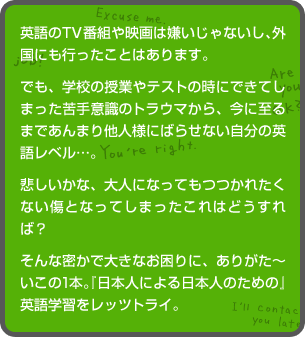 Excuse me.
英語のTV番組や映画は嫌いじゃないし、外
国にも行ったことはあります。
でも、学校の授業やテストの時にできてし
まった苦手意識のトラウマから、今に至る
まであんまり他人様にばらせない自分の英
語レベル…。
You're right.
悲しいかな、大人になってもつつかれたく
ない傷となってしまったこれはどうすれ
ば？
そんな密かで大きなお困りに、ありがた～
いこの1本。『日本人による日本人のための』
英語学習をレッツトライ。
I'll contac
you late